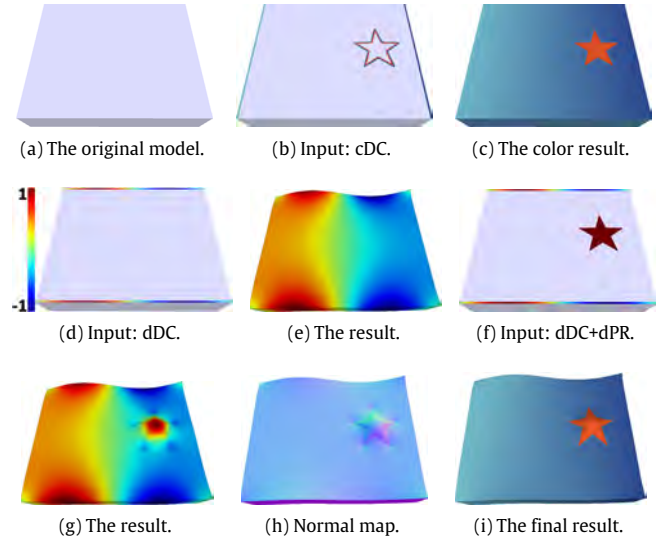 (a) The original model.
(b) Input: cDC.
(c) The color result.
1
-1
(d) Input: dDC.
(e) The result.
(f) Input: dDC+dPR.
(g) The result.
(h) Normal map.
(i) The final result.